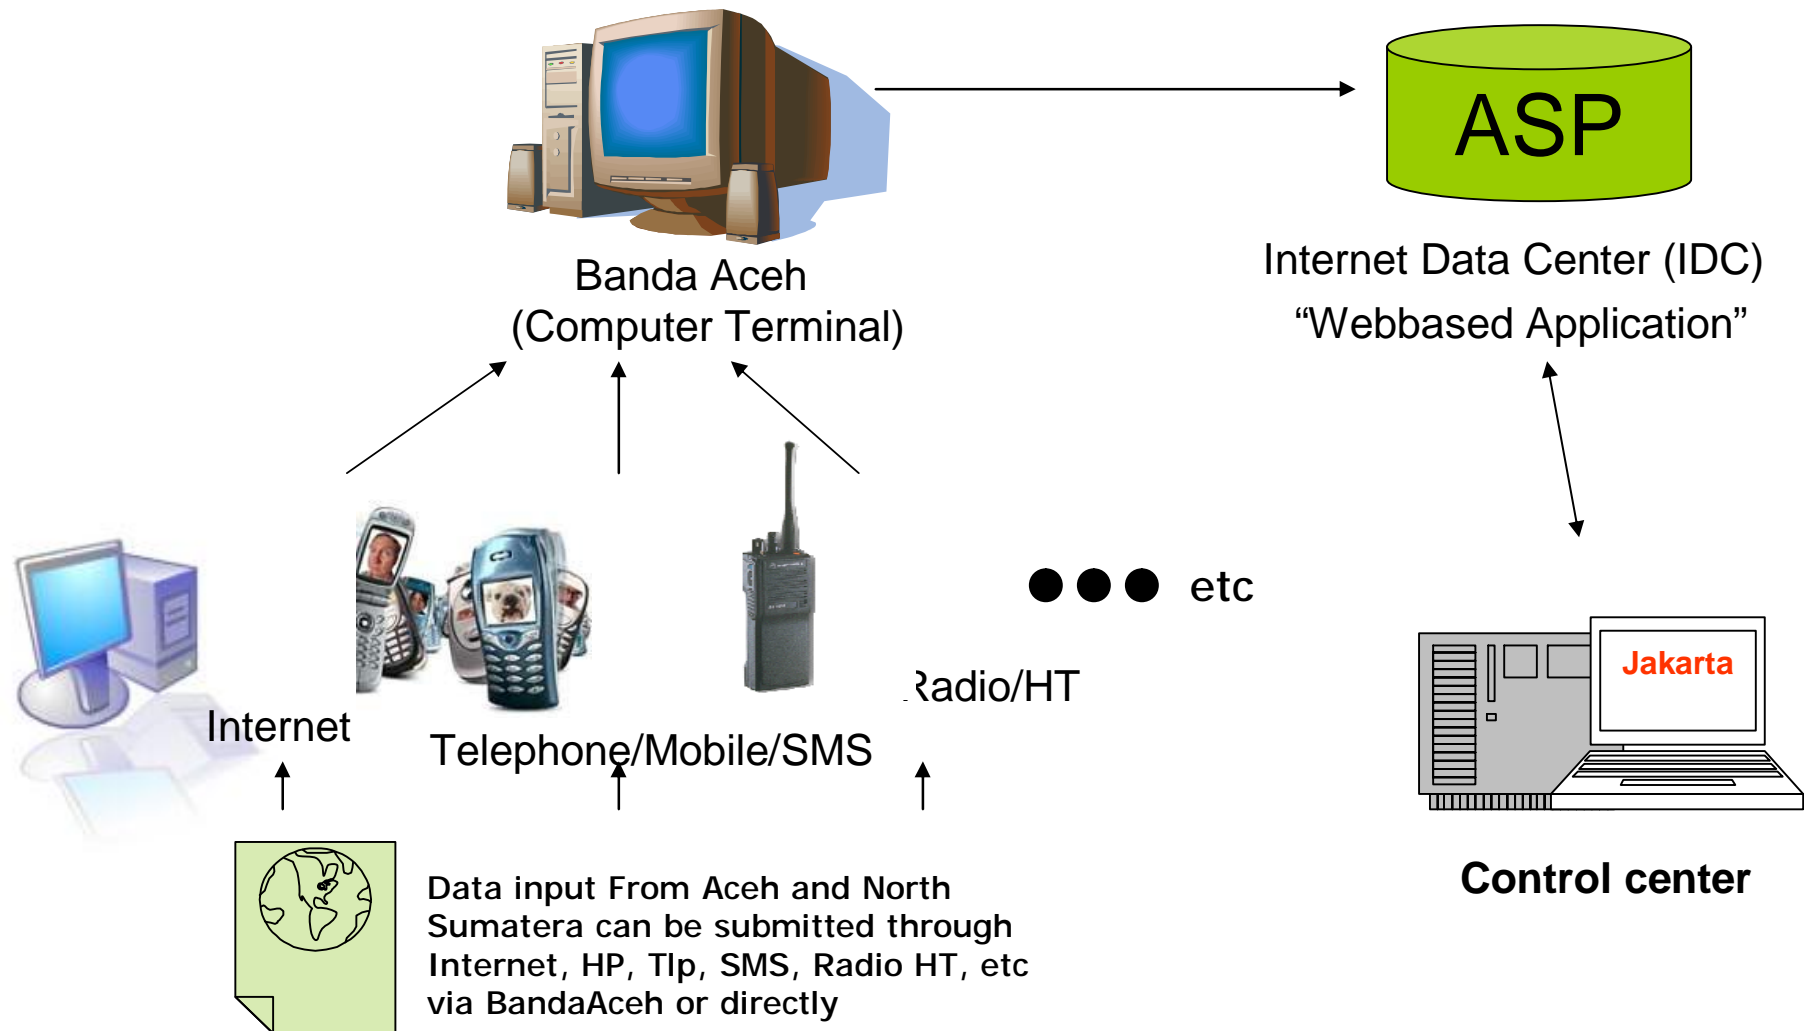 ASP
Banda Aceh
(Computer Terminal)
Internet Data Center (IDC)
“Webbased Application”
etc
Jakarta
Radio/HT
Internet
Telephone/Mobile/SMS
Control center
Data input From Aceh and North
Sumatera can be submitted through
Internet, HP, Tlp, SMS, Radio HT, etc
via BandaAceh or directly